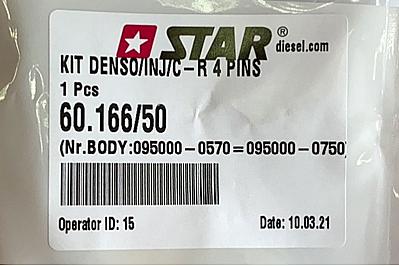 STAR®
diesel.com
KIT DENSO/INJ/C-R 4 PINS
1 Pcs
60.166/50
(Nr.BODY:095000-0570=095000-0750)
Operator ID: 15 Date: 10.03.21